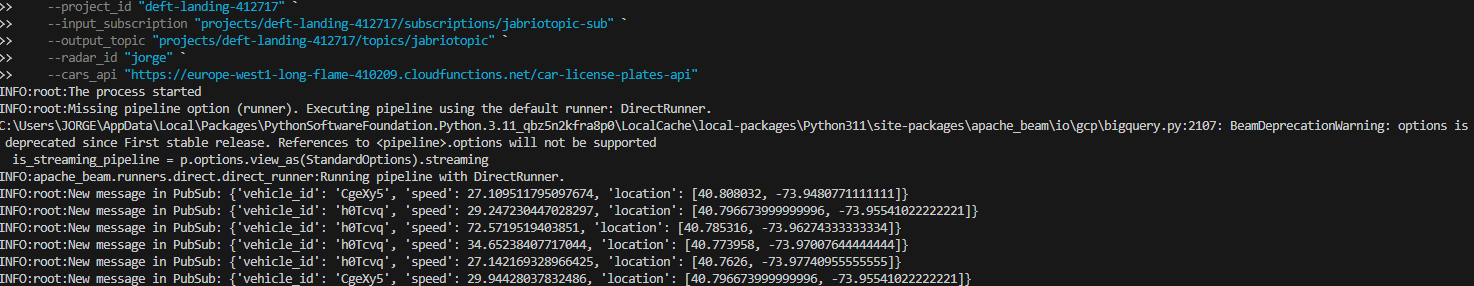 >>     --project_id "deft-landing-412717" `
>>     --input_subscription "projects/deft-landing-412717/subscriptions/jabriotopic-sub" `
>>     --output_topic "projects/deft-landing-412717/topics/jabriotopic" `
>>     --radar_id "jorge" `
>>     --cars_api "https://europe-west1-long-flame-410209.cloudfunctions.net/car-license-plates-api"
INFO:root:The process started
INFO:root:Missing pipeline option (runner). Executing pipeline using the default runner: DirectRunner.
C:\Users\JORGE\AppData\Local\Packages\PythonSoftwareFoundation.Python.3.11_qbz5n2kfra8p0\LocalCache\local-packages\Python311\site-packages\apache_beam\io\gcp\bigquery.py:2107: BeamDeprecationWarning: options is
 deprecated since First stable release. References to <pipeline>.options will not be supported
  is_streaming_pipeline = p.options.view_as(StandardOptions).streaming
INFO:apache_beam.runners.direct.direct_runner:Running pipeline with DirectRunner.
INFO:root:New message in PubSub: {'vehicle_id': 'CgeXy5', 'speed': 27.109511795097674, 'location': [40.808032, -73.9480771111111]}
INFO:root:New message in PubSub: {'vehicle_id': 'h0Tcvq', 'speed': 29.247230447028297, 'location': [40.796673999999996, -73.95541022222221]}
INFO:root:New message in PubSub: {'vehicle_id': 'h0Tcvq', 'speed': 72.5719519403851, 'location': [40.785316, -73.96274333333334]}
INFO:root:New message in PubSub: {'vehicle_id': 'h0Tcvq', 'speed': 34.65238407717044, 'location': [40.773958, -73.97007644444444]}
INFO:root:New message in PubSub: {'vehicle_id': 'h0Tcvq', 'speed': 27.142169328966425, 'location': [40.7626, -73.97740955555555]}
INFO:root:New message in PubSub: {'vehicle_id': 'CgeXy5', 'speed': 29.94428037832486, 'location': [40.796673999999996, -73.95541022222221]}